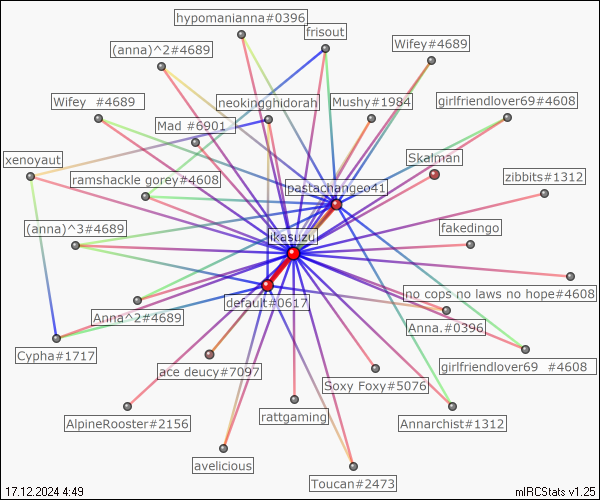 hypomanianna#0396
frisout
(anna)^2#4689
Wifey#4689
Wifey  #4689
neokingghidorah
Mushy#1984
girlfriendlover69#4608
Mad #6901
xenoyaut
Skalman
ramshackle gorey#4608
pastachangeo41
zibbits#1312
(anna)^3#4689
ikasuzu
fakedingo
default#0617
no cops no laws no hope#4608
Anna^2#4689
Anna.#0396
Cypha#1717
ace deucy#7097
girlfriendlover69  #4608
Soxy Foxy#5076
AlpineRooster#2156
rattgaming
Annarchist#1312
avelicious
Toucan#2473
17.12.2024 4:49
mIRCStats v1.25